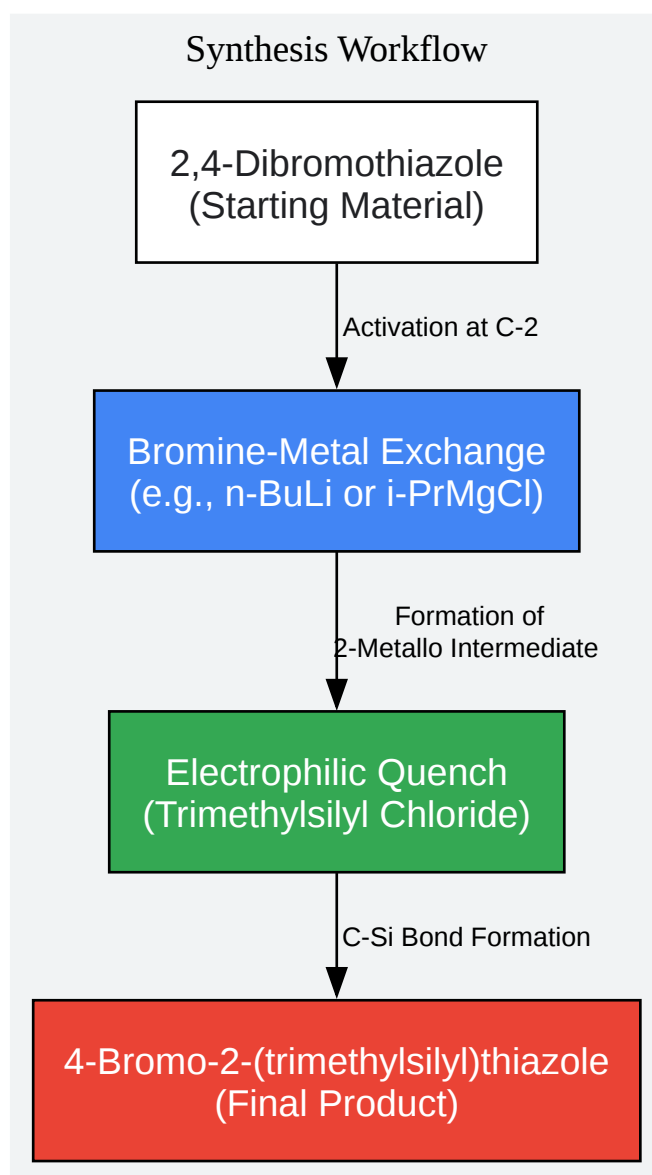 Synthesis Workflow
2,4-Dibromothiazole
(Starting Material)
Activation at C-2
Bromine-Metal Exchange
(e.g., n-BuLi or i-PrMgCl)
Formation of
2-Metallo Intermediate
Electrophilic Quench
(Trimethylsilyl Chloride)
C-Si Bond Formation
4-Bromo-2-(trimethylsilyl)thiazole
(Final Product)